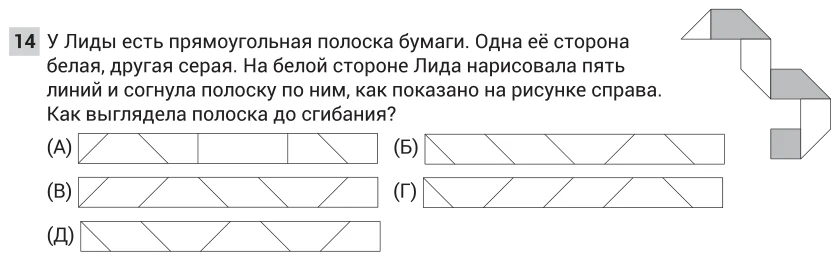 14 У Лиды есть прямоугольная полоска бумаги. Одна её сторона
белая, другая серая. На белой стороне Лида нарисовала пять
линий и согнула полоску по ним, как показано на рисунке справа.
Как выглядела полоска до сгибания?
(А) (Б)
(В) (Г)
(Д)